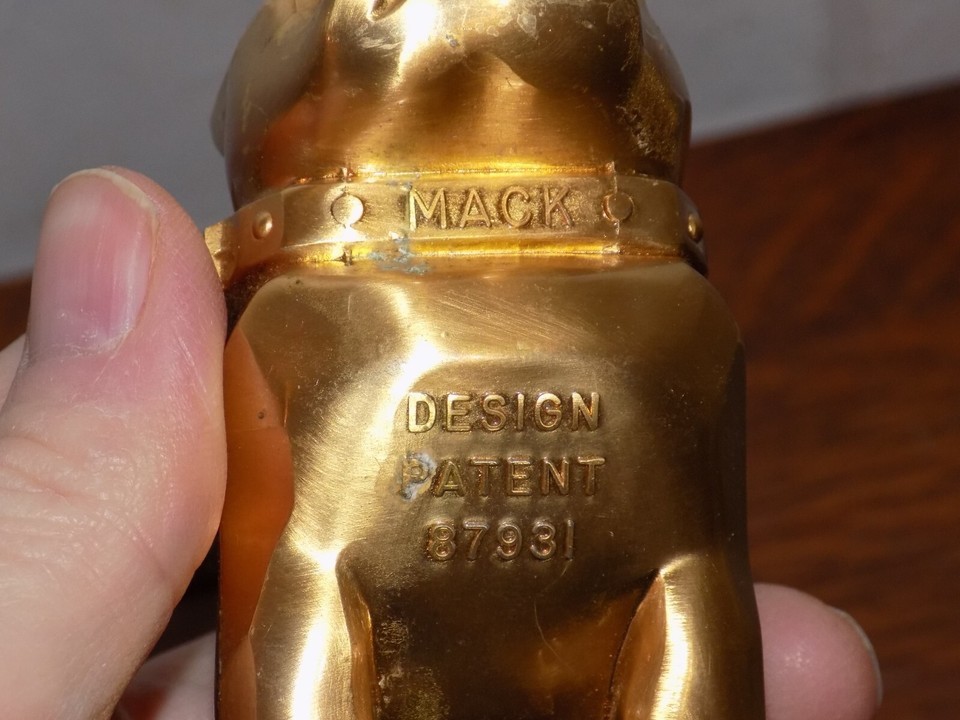 MACK
DESIGN
PATENT
87931